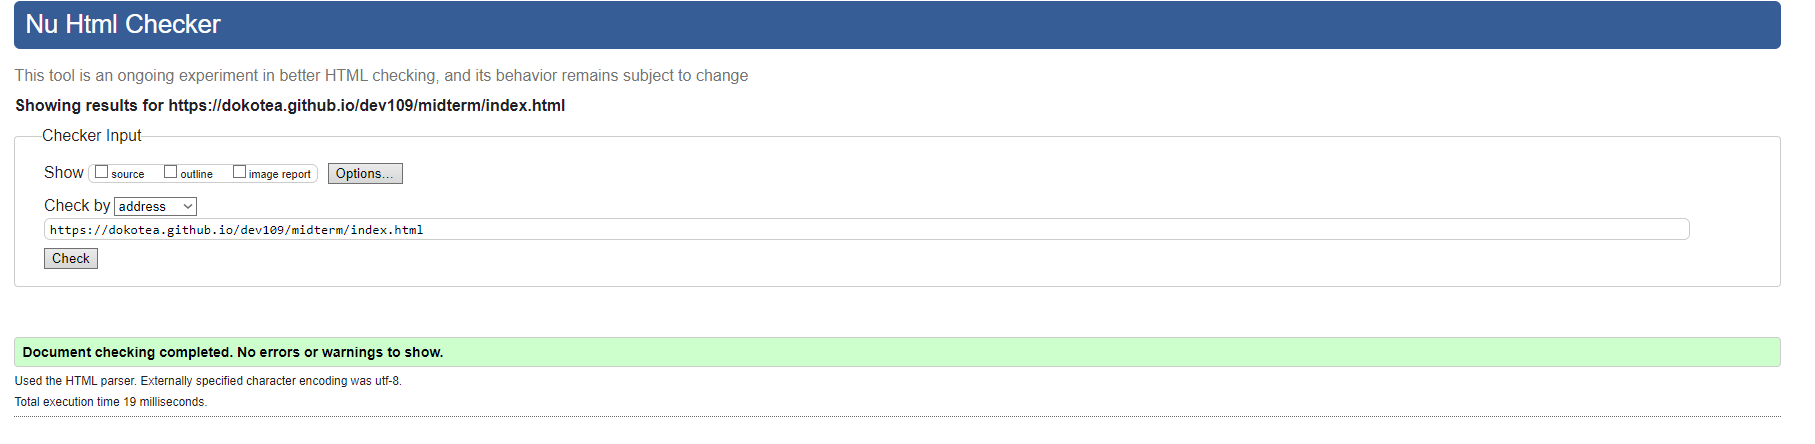 Nu Html Checker
This tool is an ongoing experiment in better HTML checking, and its behavior remains subject to change
Showing results for https://dokotea.github.io/dev109/midterm/index.html
Checker Input
Show source outline image report Options...
Check by address
https://dokotea.github.io/dev109/midterm/index.html
Check
Document checking completed. No errors or warnings to show.
Used the HTML parser. Externally specified character encoding was utf-8.
Total execution time 19 milliseconds.